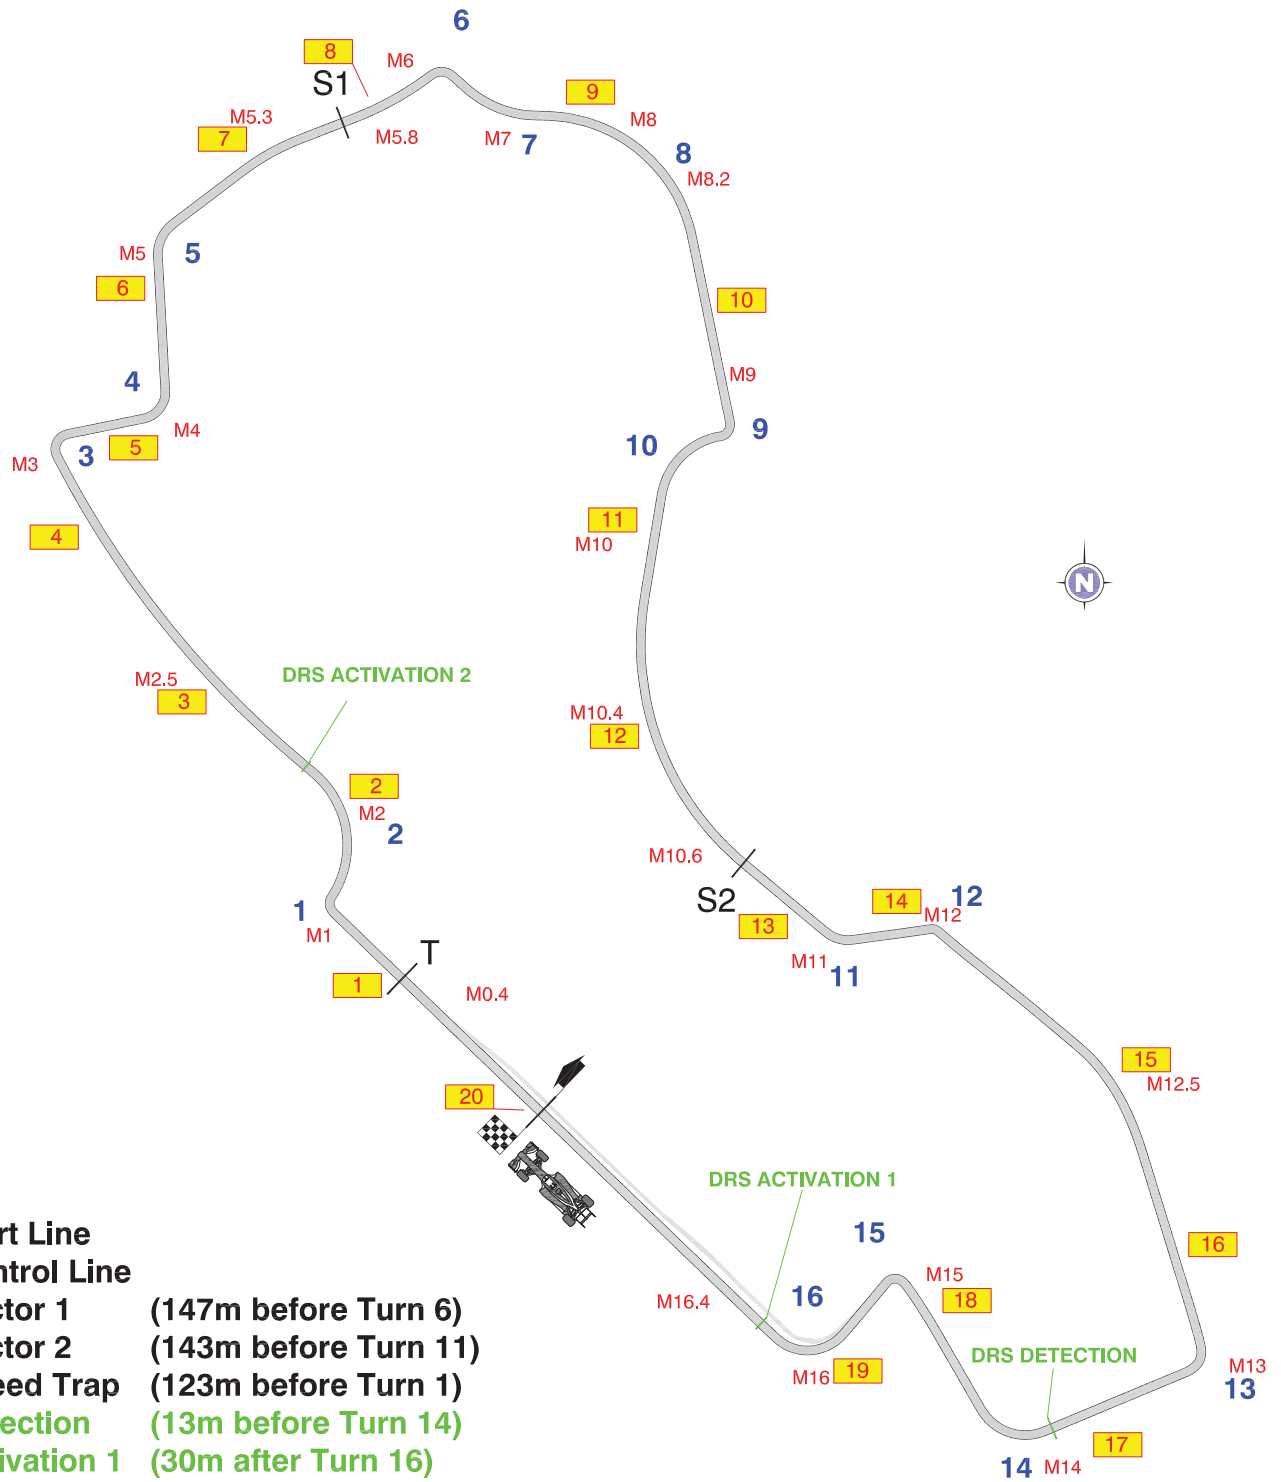 6
8
M6
S1
9
M5.3
M8
7
M5.8
M7
7
8
M8.2
M5
5
6
10
4
M9
M4
9
3
5
10
M3
11
4
M10
N
DRS ACTIVATION 2
M2.5
3
M10.4
12
2
M2
2
M10.6
S2
14
12
M12
1
13
M1
T
M11
11
1
M0.4
15
M12.5
20
DRS ACTIVATION 1
15
16
rt Line
ntrol Line
M15
16
18
M16.4
ctor 1 (147m before Turn 6)
ctor 2 (143m before Turn 11)
DRS DETECTION
M16
19
M13
13
eed Trap (123m before Turn 1)
ection (13m before Turn 14)
17
ivation 1 (30m after Turn 16)
14
M14